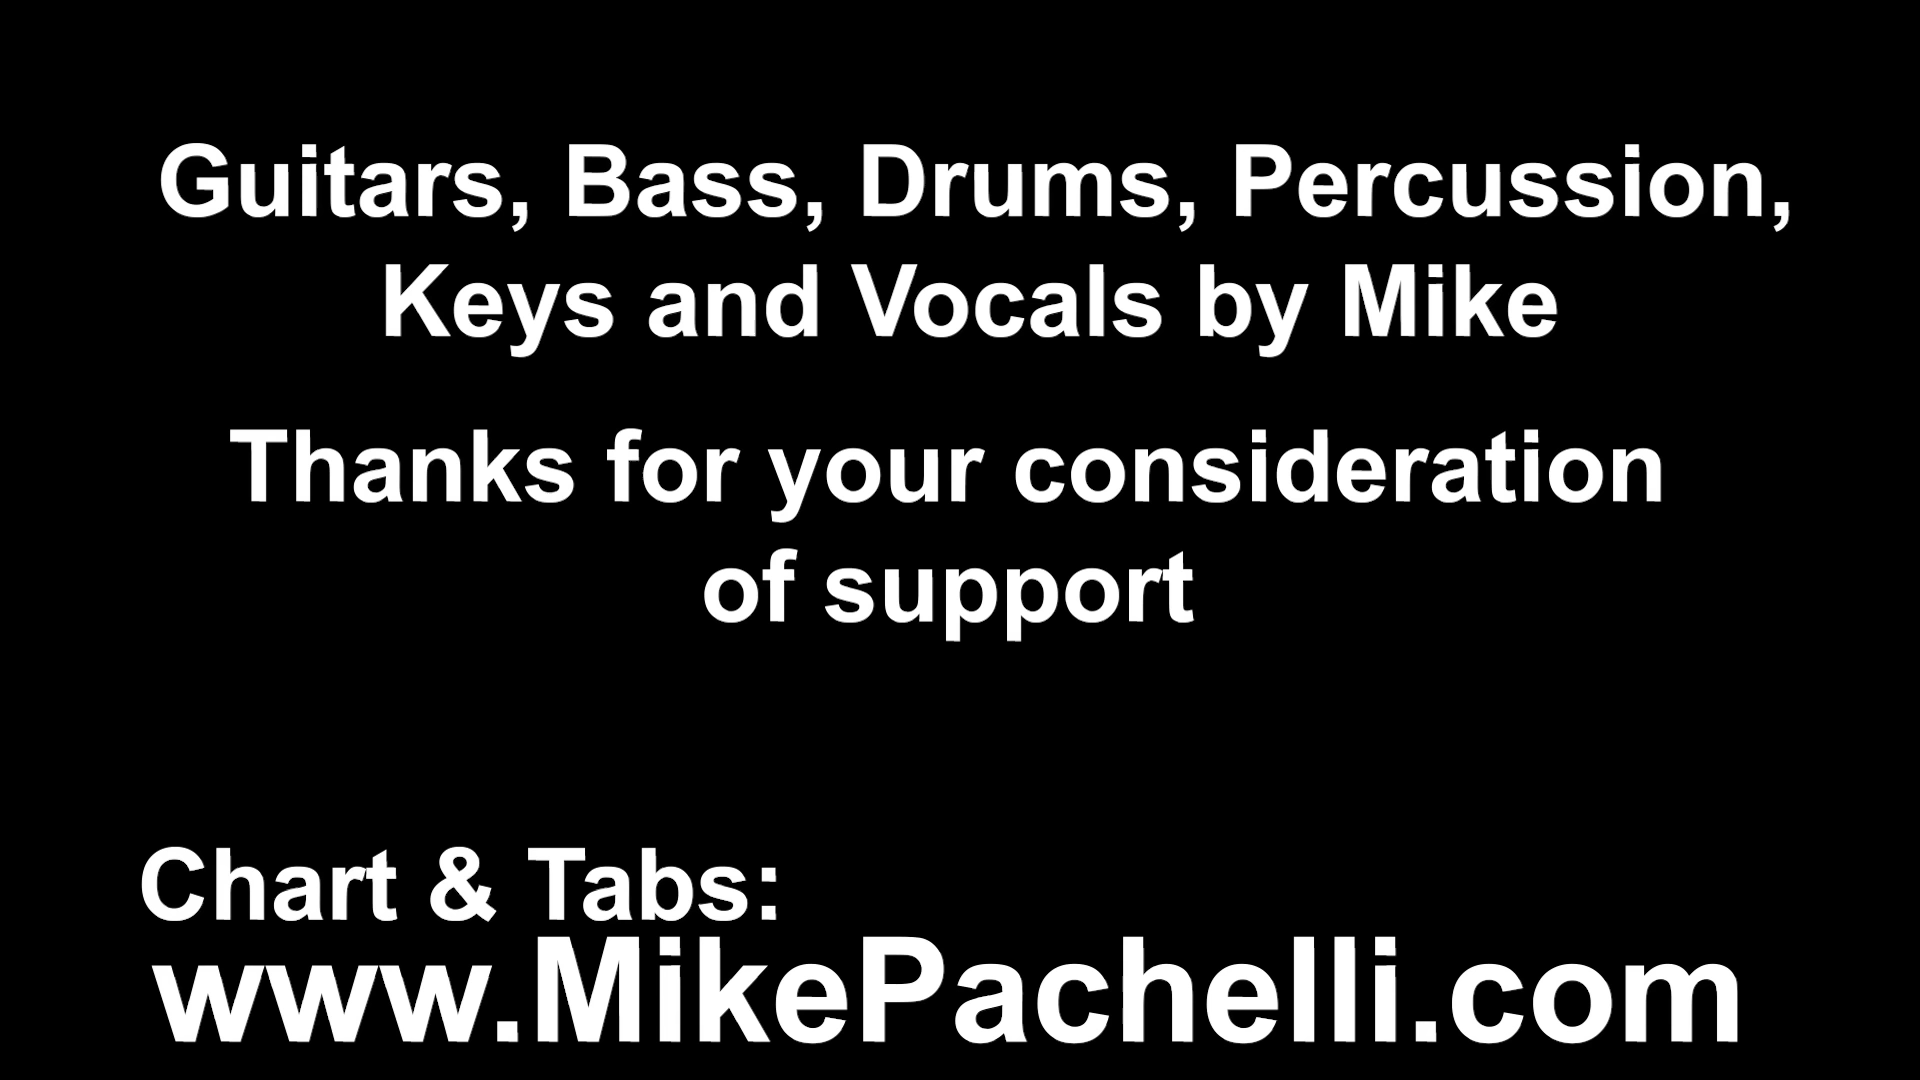 Guitars, Bass, Drums, Percussion,
Keys and Vocals by Mike
Thanks for your consideration
of support
Chart & Tabs:
www.MikePachelli.com